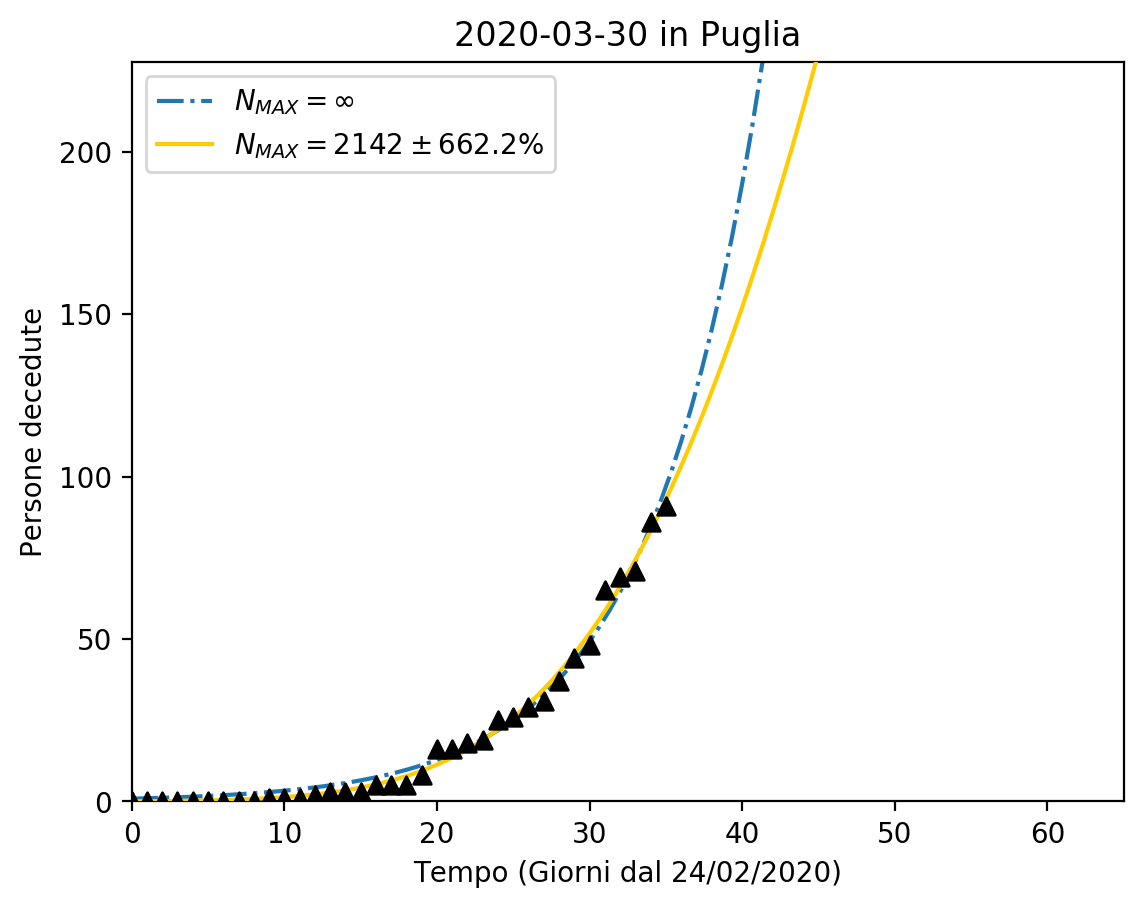 2020-03-30 in Puglia
N_MAX = ∞
N_MAX = 2142 ± 662.2%
Persone decedute
200
150
100
50
0
0 10 20 30 40 50 60
Tempo (Giorni dal 24/02/2020)